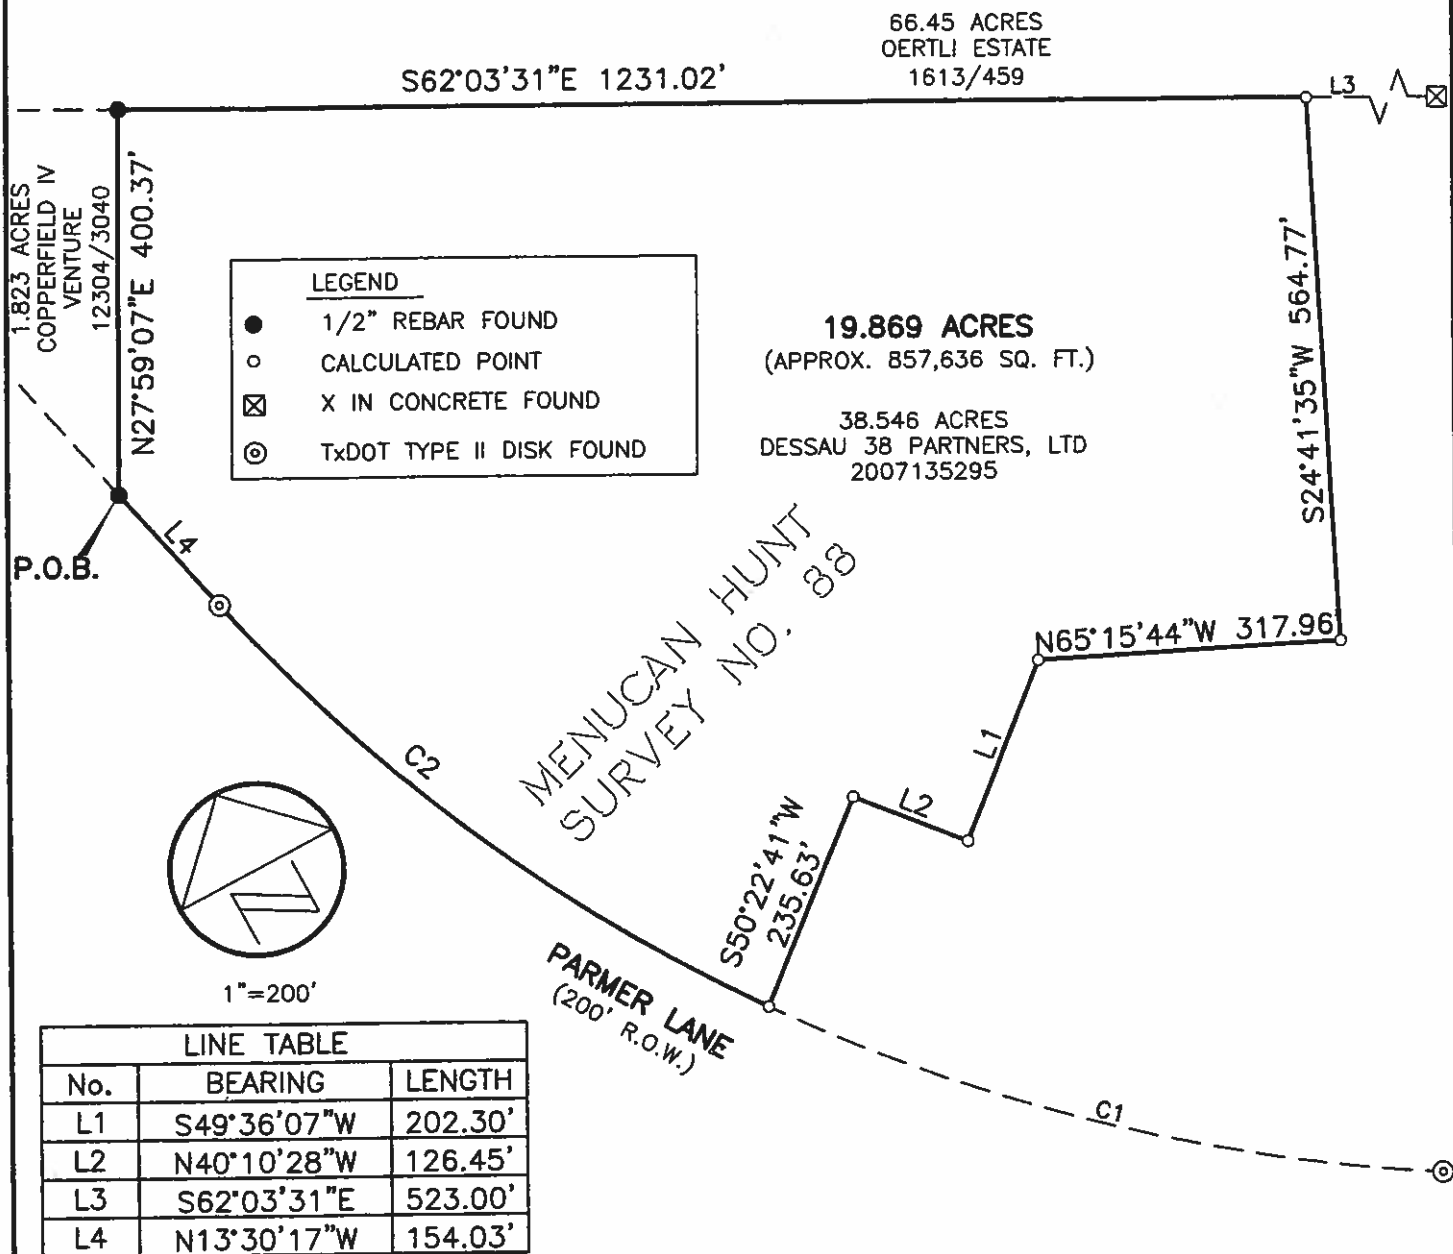 66.45 ACRES
OERTLI ESTATE
1613/459
S62°03'31"E 1231.02'
L3
1.823 ACRES
COPPERFIELD IV
VENTURE
12304/3040
N27°59'07"E 400.37'
LEGEND
1/2" REBAR FOUND
CALCULATED POINT
X IN CONCRETE FOUND
TxDOT TYPE II DISK FOUND
19.869 ACRES
(APPROX. 857,636 SQ. FT.)
38.546 ACRES
DESSAU 38 PARTNERS, LTD
2007135295
S24°41'35"W 564.77'
P.O.B.
L4
MENUCAN HUNT
SURVEY NO. 88
N65°15'44"W 317.96
L1
L2
C2
S50°22'41"W
235.63'
PARMER LANE
(200' R.O.W.)
C1
1"=200'
LINE TABLE
No. BEARING LENGTH
L1 S49°36'07"W 202.30'
L2 N40°10'28"W 126.45'
L3 S62°03'31"E 523.00'
L4 N13°30'17"W 154.03'